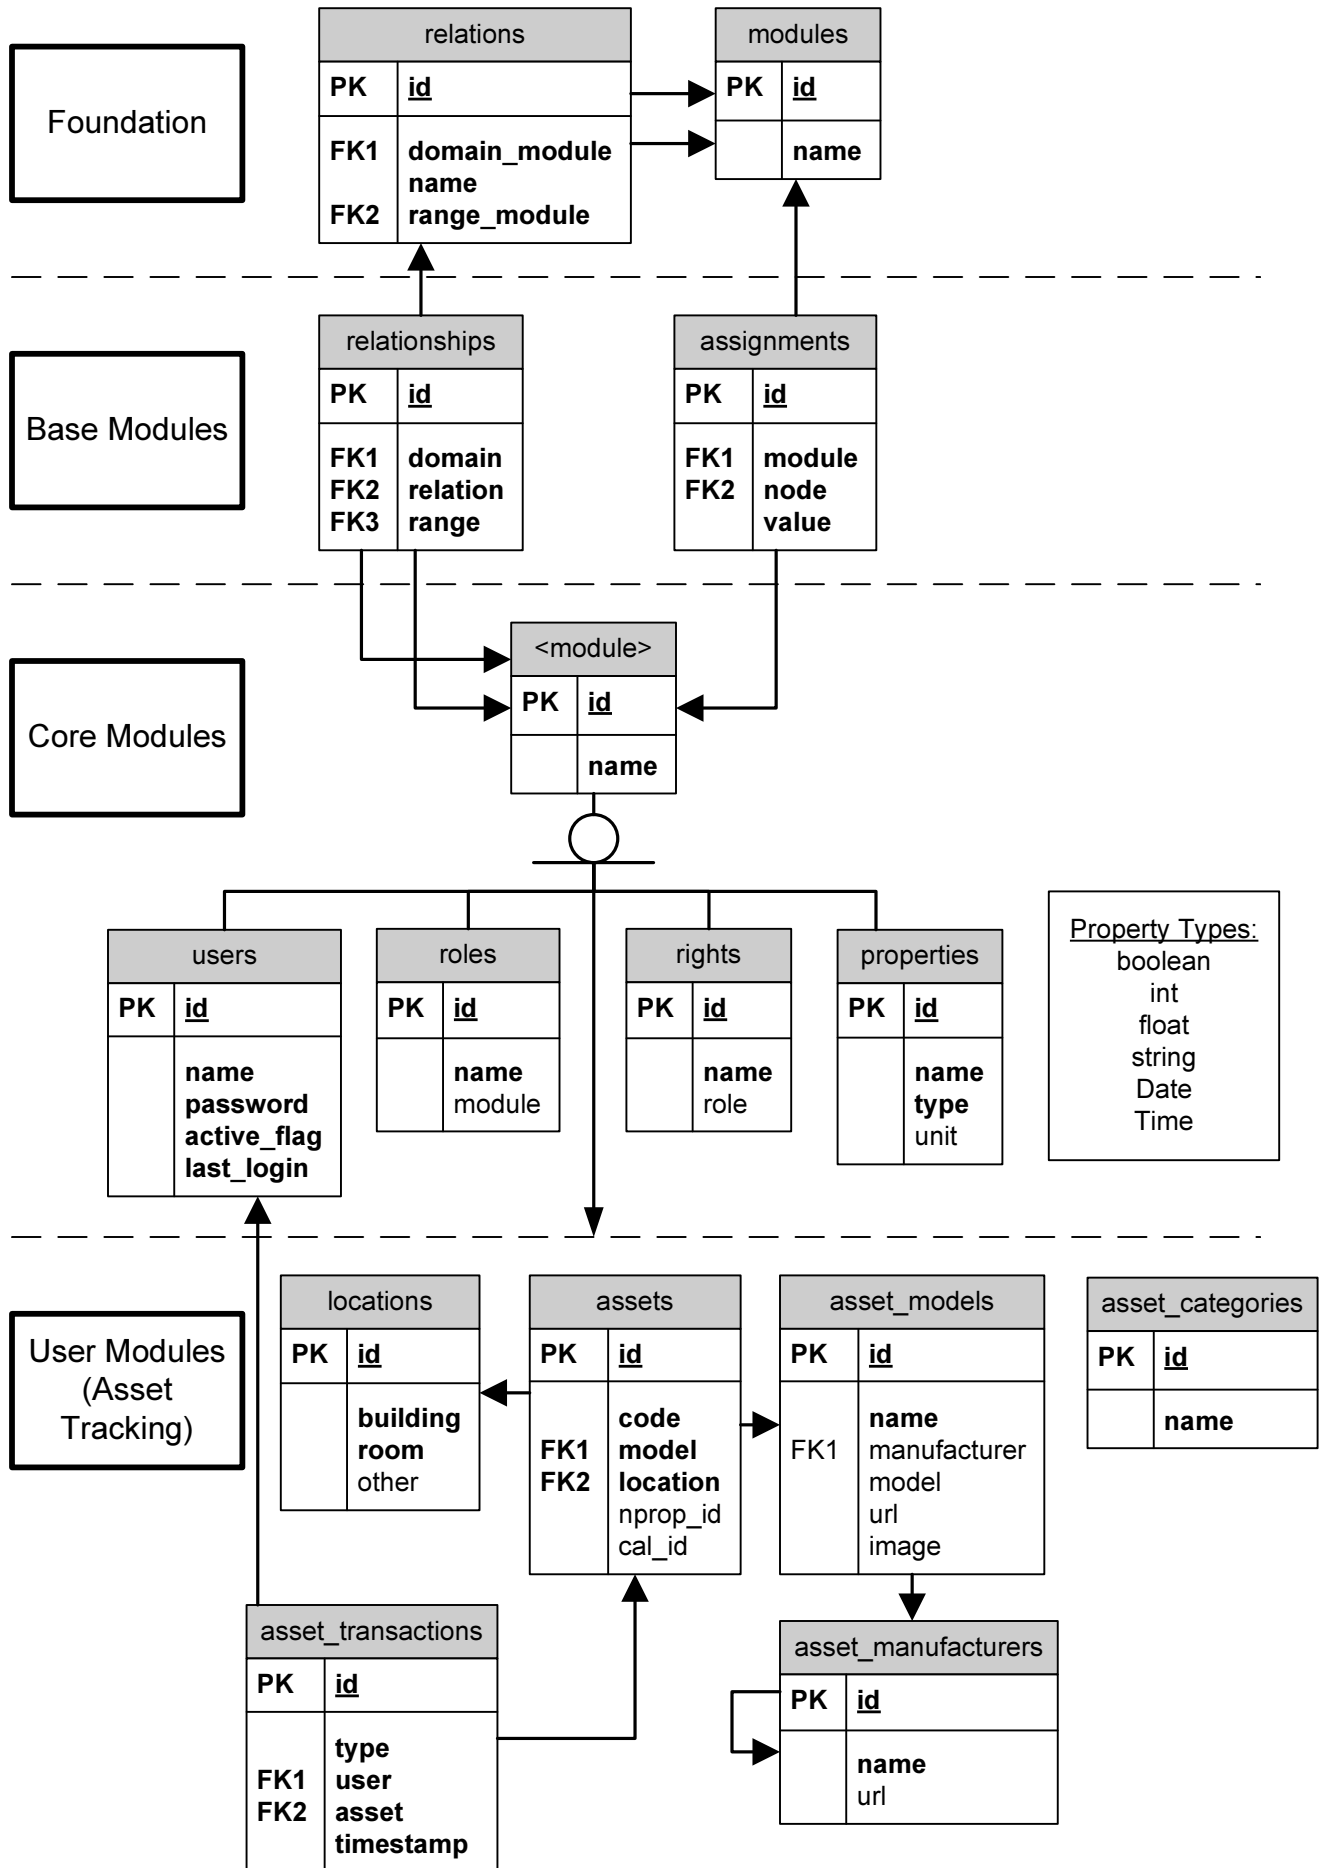 Foundation
relations
PK id
FK1 domain_module
name
FK2 range_module
modules
PK id
name
Base Modules
relationships
PK id
FK1 domain
FK2 relation
FK3 range
assignments
PK id
FK1 module
FK2 node
value
Core Modules
<module>
PK id
name
users
PK id
name
password
active_flag
last_login
roles
PK id
name
module
rights
PK id
name
role
properties
PK id
name
type
unit
Property Types:
boolean
int
float
string
Date
Time
User Modules
(Asset
Tracking)
locations
PK id
building
room
other
assets
PK id
code
FK1 model
FK2 location
nprop_id
cal_id
asset_models
PK id
name
FK1 manufacturer
model
url
image
asset_categories
PK id
name
asset_transactions
PK id
type
FK1 user
FK2 asset
timestamp
asset_manufacturers
PK id
name
url